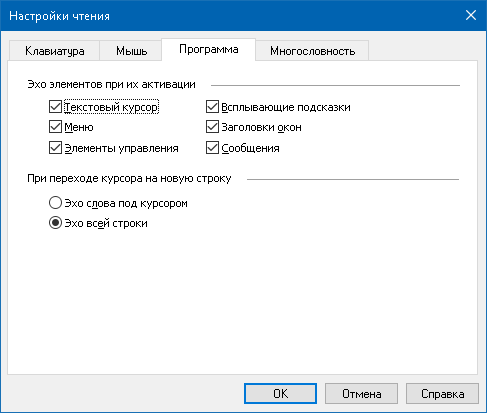 Настройки чтения
Клавиатура Мышь Программа Многословность
Эхо элементов при их активации
Текстовый курсор Всплывающие подсказки
Меню Заголовки окон
Элементы управления Сообщения
При переходе курсора на новую строку
Эхо слова под курсором
Эхо всей строки
OK Отмена Справка